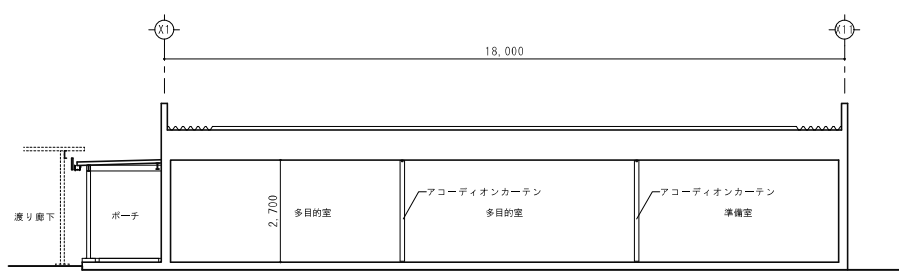 X1
X11
18,000
アコーディオンカーテン
アコーディオンカーテン
渡り廊下
ポーチ
2,700
多目的室
多目的室
準備室